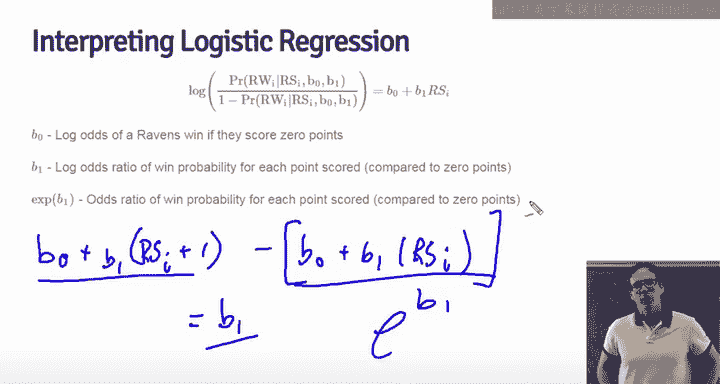 Interpreting Logistic Regression
log( Pr(RWᵢ|RSᵢ, b₀, b₁) / 1 − Pr(RWᵢ|RSᵢ, b₀, b₁) ) = b₀ + b₁RSᵢ
b₀ - Log odds of a Ravens win if they score zero points
b₁ - Log odds ratio of win probability for each point scored (compared to zero points)
exp(b₁) - Odds ratio of win probability for each point scored (compared to zero points)
b₀ + b₁(RSᵢ + 1) − [b₀ + b₁(RSᵢ)]
= b₁ e^b₁